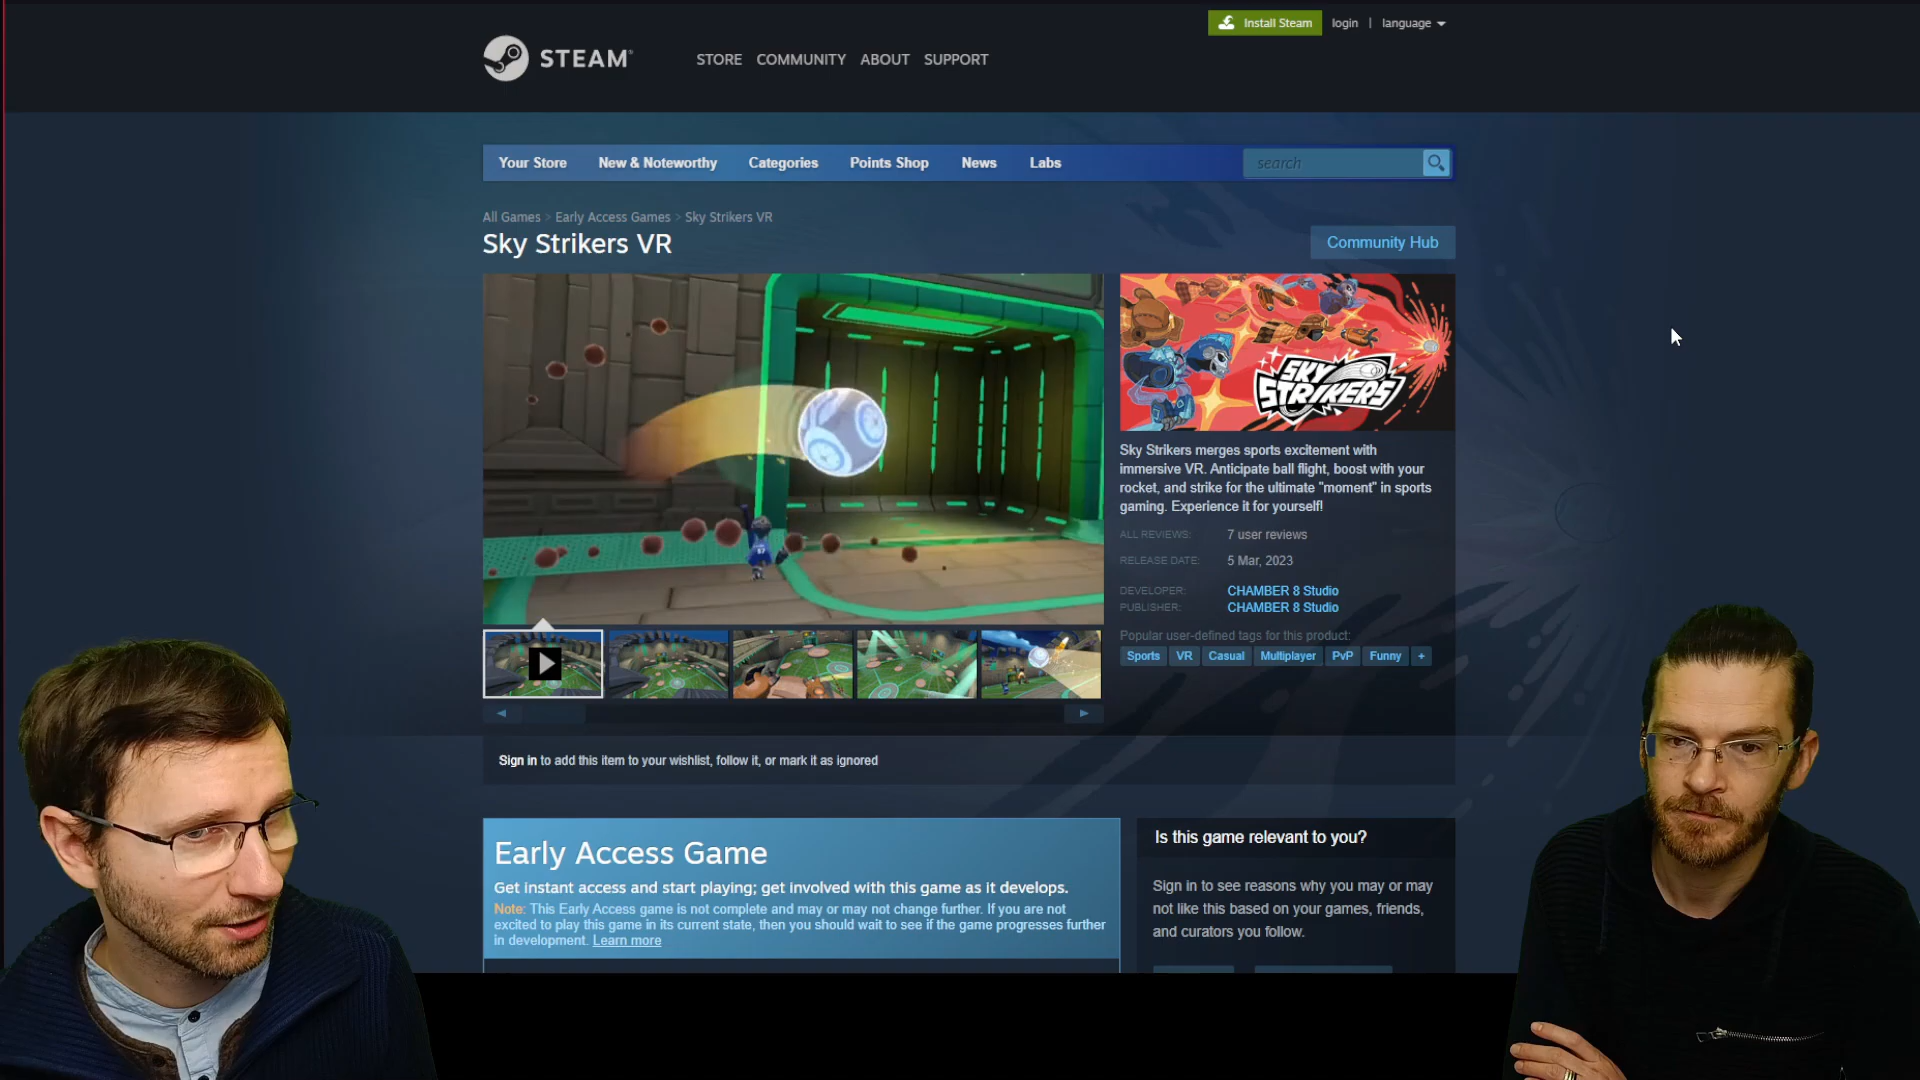 Install Steam
login | language
STEAM®
STORE COMMUNITY ABOUT SUPPORT
Your Store New & Noteworthy Categories Points Shop News Labs
search
All Games > Early Access Games > Sky Strikers VR
Sky Strikers VR
Community Hub
SKY
STRIKERS
Sky Strikers merges sports excitement with
immersive VR. Anticipate ball flight, boost with your
rocket, and strike for the ultimate "moment" in sports
gaming. Experience it for yourself!
ALL REVIEWS: 7 user reviews
RELEASE DATE: 5 Mar, 2023
DEVELOPER: CHAMBER 8 Studio
PUBLISHER: CHAMBER 8 Studio
Popular user-defined tags for this product:
Sports VR Casual Multiplayer PvP Funny +
Sign in to add this item to your wishlist, follow it, or mark it as ignored
Early Access Game
Get instant access and start playing; get involved with this game as it develops.
Note: This Early Access game is not complete and may or may not change further. If you are not
excited to play this game in its current state, then you should wait to see if the game progresses further
in development. Learn more
Is this game relevant to you?
Sign in to see reasons why you may or may
not like this based on your games, friends,
and curators you follow.